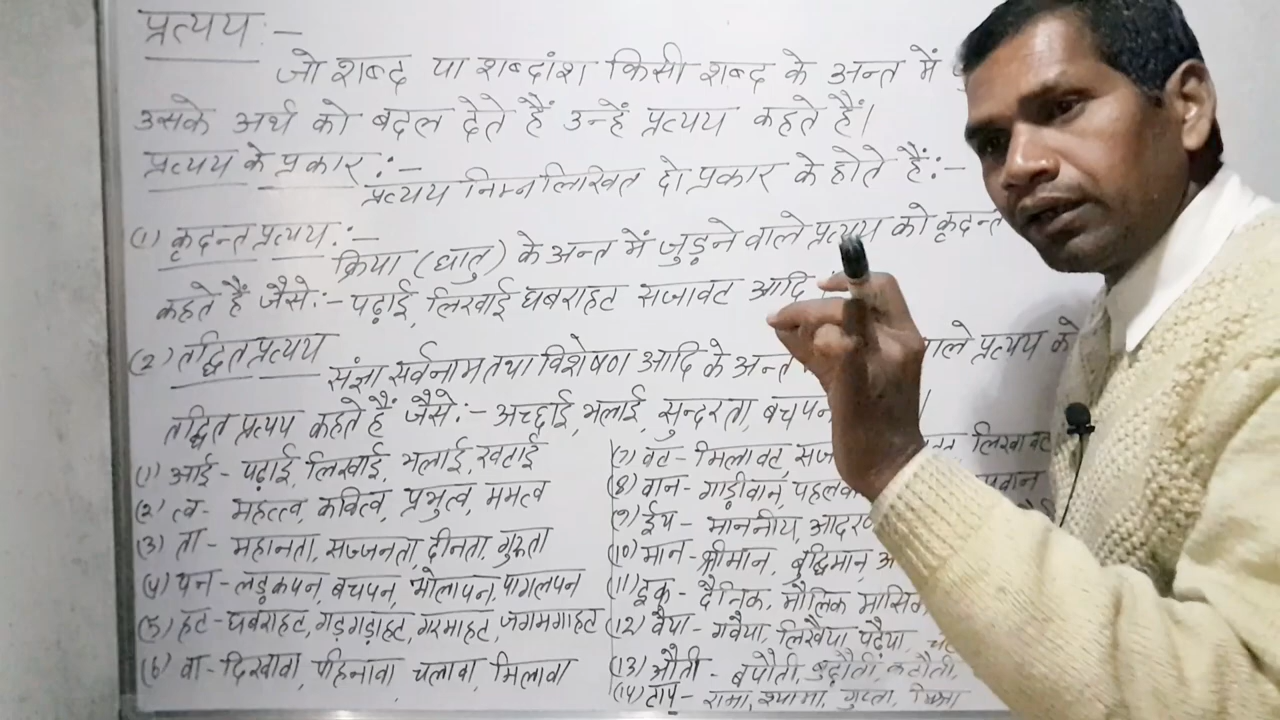 प्रत्यय :-
जो शब्द या शब्दांश किसी शब्द के अन्त में
उसके अर्थ को बदल देते हैं उन्हें प्रत्यय कहते हैं।
प्रत्यय के प्रकार :-
प्रत्यय निम्नलिखित दो प्रकार के होते हैं:-
(1) कृदन्त प्रत्यय :-
क्रिया (धातु) के अन्त में जुड़ने वाले प्रत्यय को कृदन्त
कहते हैं जैसे:- पढ़ाई, लिखाई घबराहट सजावट आदि
(2) तद्धित प्रत्यय
संज्ञा सर्वनाम तथा विशेषण आदि के अन्त प्रत्यय को
तद्धित प्रत्यय कहते हैं जैसे:- अच्छाई, भलाई, सुन्दरता, बचपन
(1) आई - पढ़ाई, लिखाई, भलाई, खटाई
(2) त्व- महत्त्व, कवित्व, प्रभुत्व, ममत्व
(3) ता - महानता, सज्जनता, दीनता, गुरुता
(4) पन - लड़कपन, बचपन, भोलापन, पागलपन
(5) हट - घबराहट, गड़गड़ाहट, गरमाहट, जगमगाहट
(6) वा - दिखावा, पहिनावा, चलावा, मिलावा
(7) वट - मिलावट, लिखावट
(8) वान - गाड़ीवान,
(9) ईय - माननीय,
(10) मान - श्रीमान, बुद्धिमान,
(11) इक - दैनिक, मौलिक
(12) वैया - गवैया, लिखैया, पढ़ैया,
(13) औती - बपौती, बुढ़ौती, कटौती,
(14) टाप् - रामा, श्यामा, गुप्ता,